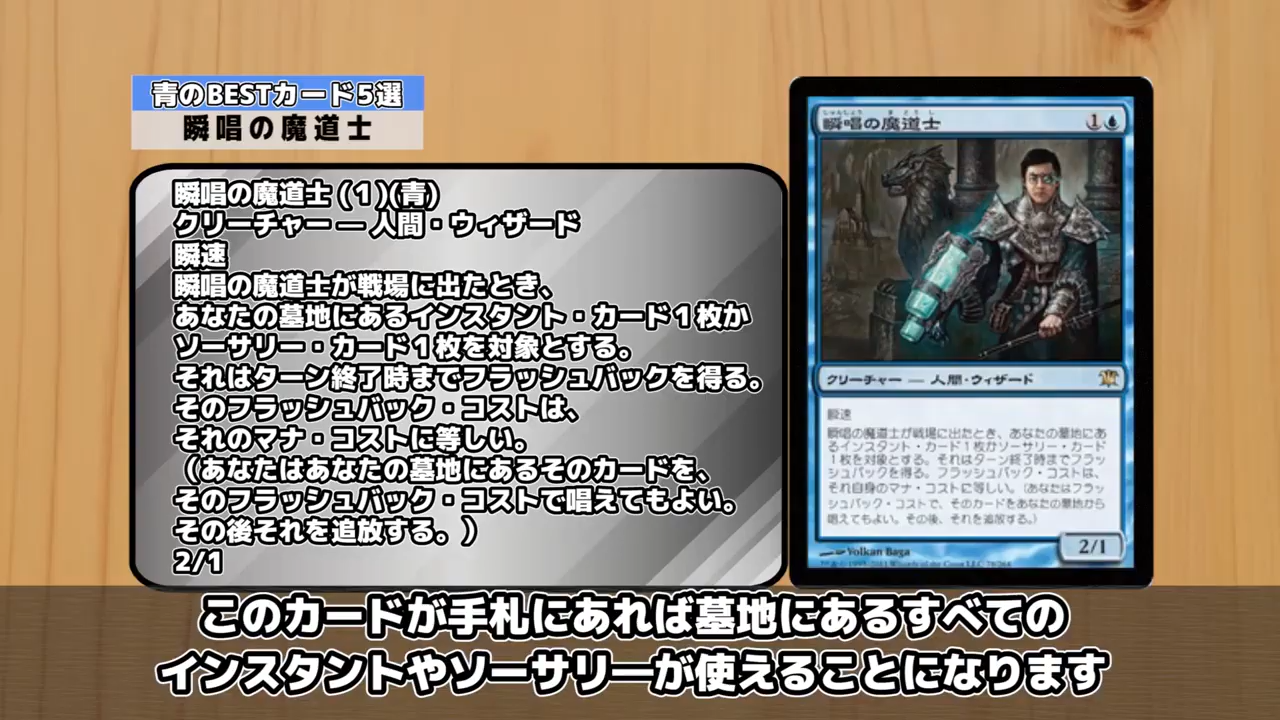 青のBESTカード5選
瞬唱の魔道士
瞬唱の魔道士 (１)(青)
クリーチャー ― 人間・ウィザード
瞬速
瞬唱の魔道士が戦場に出たとき、
あなたの墓地にあるインスタント・カード１枚か
ソーサリー・カード１枚を対象とする。
それはターン終了時までフラッシュバックを得る。
そのフラッシュバック・コストは、
それのマナ・コストに等しい。
（あなたはあなたの墓地にあるそのカードを、
そのフラッシュバック・コストで唱えてもよい。
その後それを追放する。）
2/1
しゅんしょう ま どう し
瞬唱の魔道士 1
クリーチャー ― 人間・ウィザード
瞬速
瞬唱の魔道士が戦場に出たとき、あなたの墓地にあ
るインスタント・カード１枚かソーサリー・カード
１枚を対象とする。それはターン終了時までフラッ
シュバックを得る。フラッシュバック・コストは、
それ自身のマナ・コストに等しい。（あなたはフラッ
シュバック・コストで、そのカードをあなたの墓地から
唱えてもよい。その後、それを追放する。）
2/1
Volkan Baga
このカードが手札にあれば墓地にあるすべての
インスタントやソーサリーが使えることになります